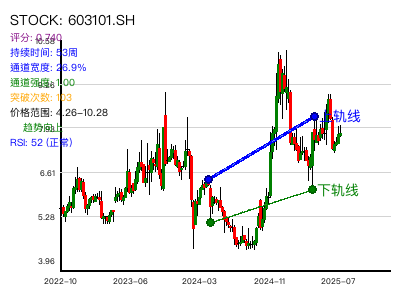 STOCK: 603101.SH
评分: 0.740
10.58
持续时间: 53周
通道宽度: 26.9%
通道强度: 1.00
突破次数: 103
价格范围: 4.26-10.28
趋势
RSI: 52 (正常)
轨线
6.61
下轨线
5.28
3.96
2022-10 2023-06 2024-03 2024-11 2025-07